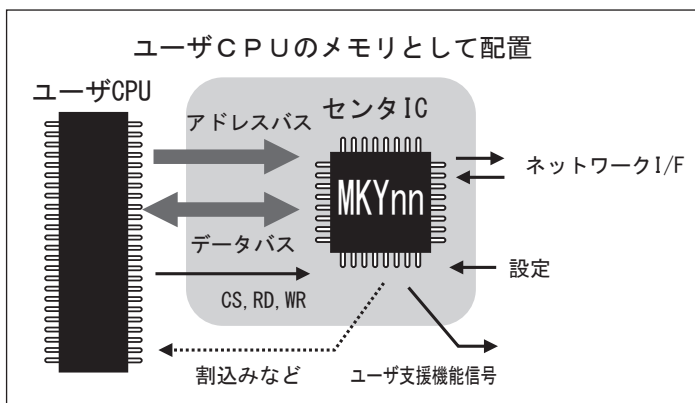 ユーザCPUのメモリとして配置
ユーザCPU
センタIC
アドレスバス
ネットワークI/F
MKYnn
データバス
設定
CS, RD, WR
割込みなど
ユーザ支援機能信号